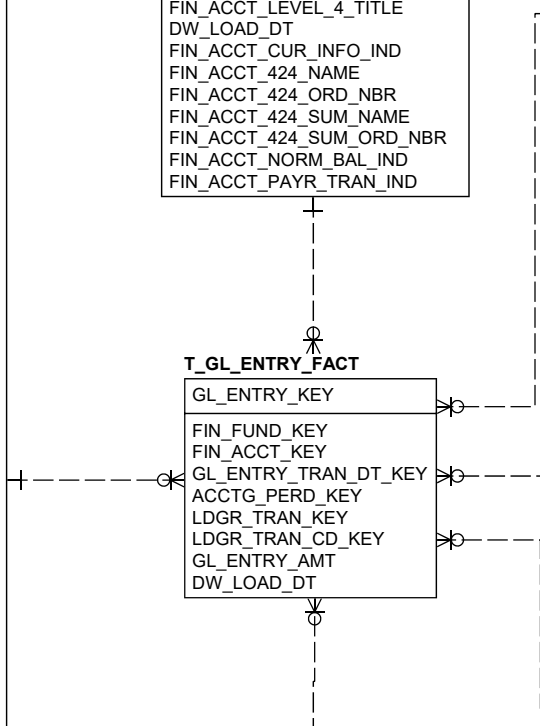 FIN_ACCT_LEVEL_4_TITLE
DW_LOAD_DT
FIN_ACCT_CUR_INFO_IND
FIN_ACCT_424_NAME
FIN_ACCT_424_ORD_NBR
FIN_ACCT_424_SUM_NAME
FIN_ACCT_424_SUM_ORD_NBR
FIN_ACCT_NORM_BAL_IND
FIN_ACCT_PAYR_TRAN_IND
T_GL_ENTRY_FACT
GL_ENTRY_KEY
FIN_FUND_KEY
FIN_ACCT_KEY
GL_ENTRY_TRAN_DT_KEY
ACCTG_PERD_KEY
LDGR_TRAN_KEY
LDGR_TRAN_CD_KEY
GL_ENTRY_AMT
DW_LOAD_DT